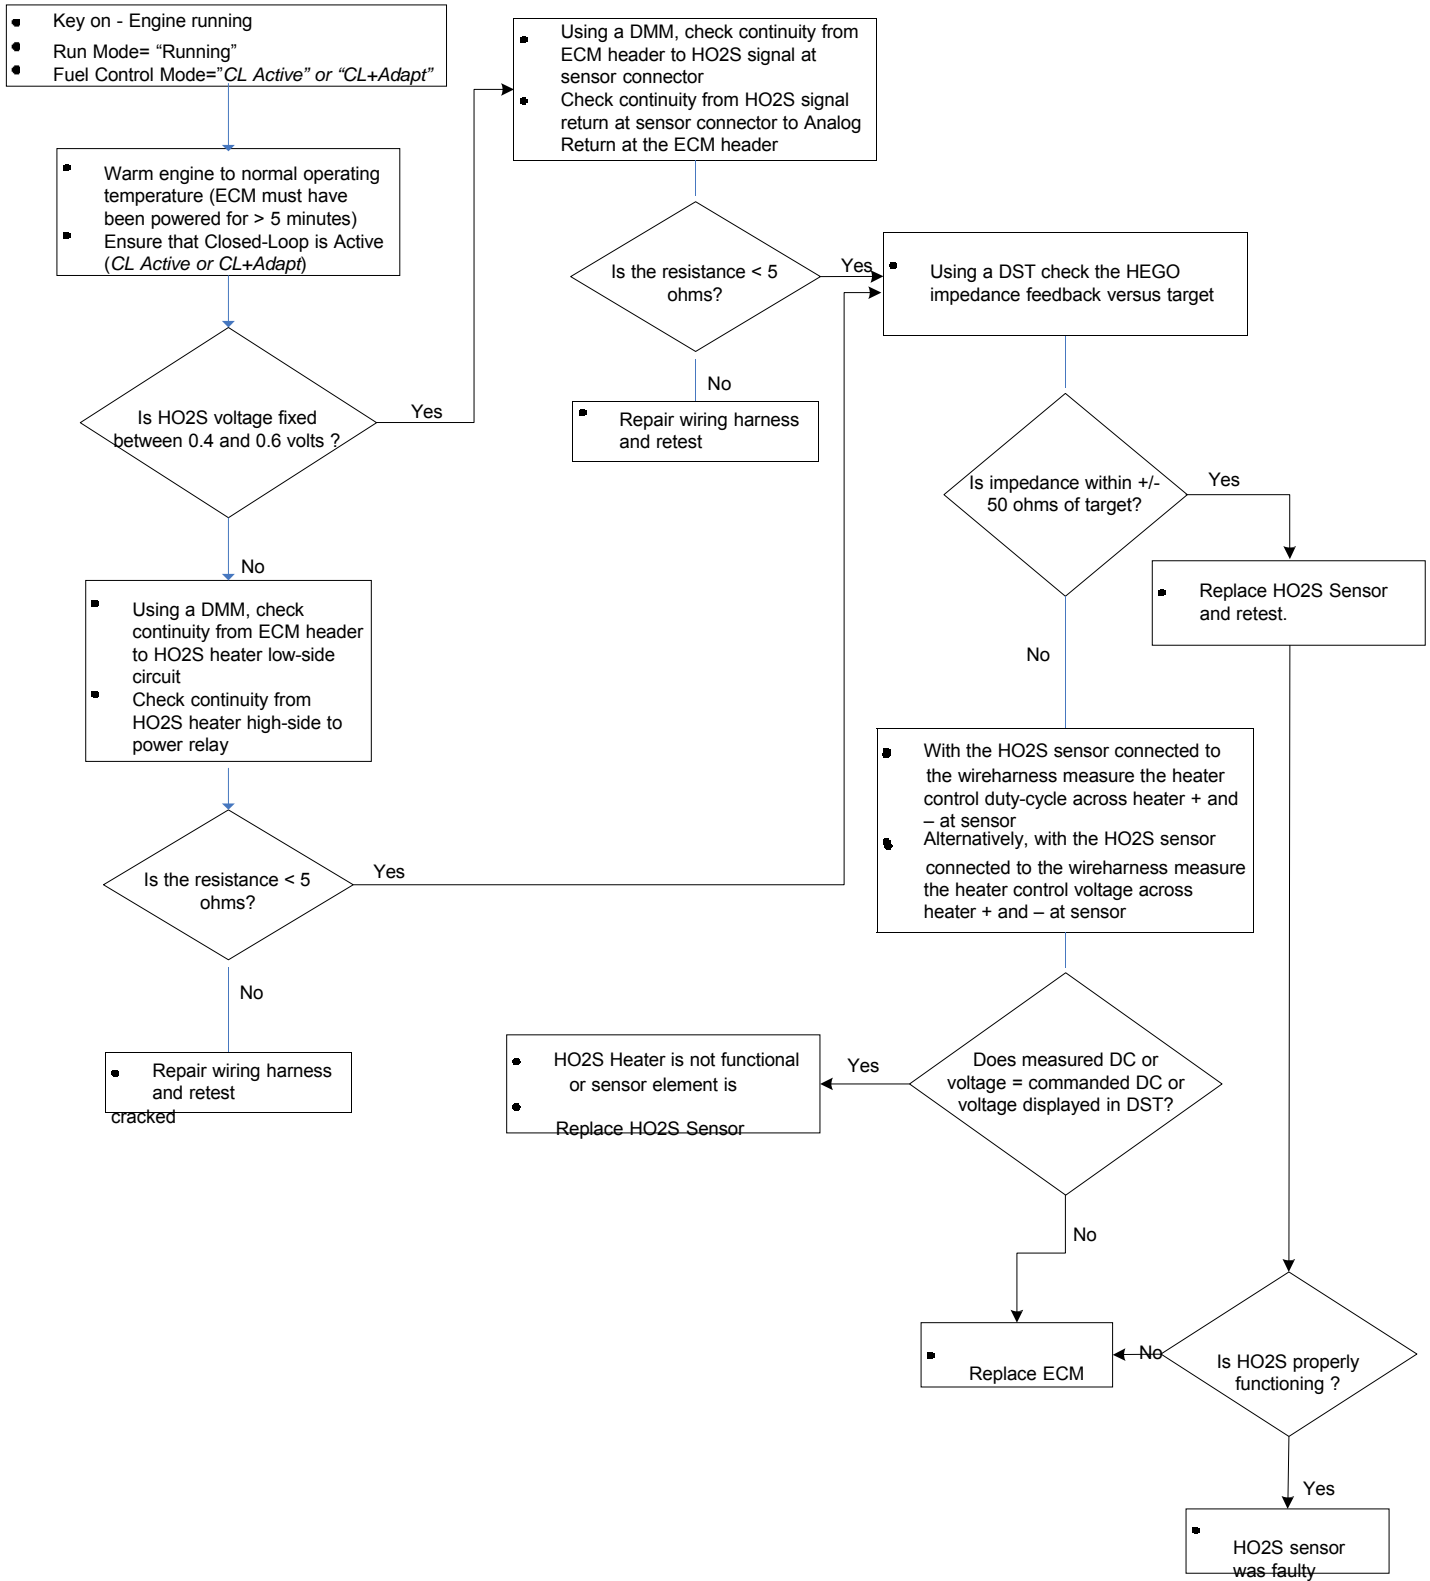 Key on - Engine running
Run Mode= “Running”
Fuel Control Mode=”CL Active” or “CL+Adapt”
Warm engine to normal operating
temperature (ECM must have
been powered for > 5 minutes)
Ensure that Closed-Loop is Active
(CL Active or CL+Adapt)
Is HO2S voltage fixed
between 0.4 and 0.6 volts ?
Yes
No
Using a DMM, check
continuity from ECM header
to HO2S heater low-side
circuit
Check continuity from
HO2S heater high-side to
power relay
Is the resistance < 5
ohms?
Yes
No
Repair wiring harness
and retest
cracked
Using a DMM, check continuity from
ECM header to HO2S signal at
sensor connector
Check continuity from HO2S signal
return at sensor connector to Analog
Return at the ECM header
Is the resistance < 5
ohms?
Yes
No
Repair wiring harness
and retest
Using a DST check the HEGO
impedance feedback versus target
Is impedance within +/-
50 ohms of target?
Yes
No
Replace HO2S Sensor
and retest.
With the HO2S sensor connected to
the wireharness measure the heater
control duty-cycle across heater + and
– at sensor
Alternatively, with the HO2S sensor
connected to the wireharness measure
the heater control voltage across
heater + and – at sensor
Does measured DC or
voltage = commanded DC or
voltage displayed in DST?
Yes
HO2S Heater is not functional
or sensor element is
Replace HO2S Sensor
No
Replace ECM
No
Is HO2S properly
functioning ?
Yes
HO2S sensor
was faulty